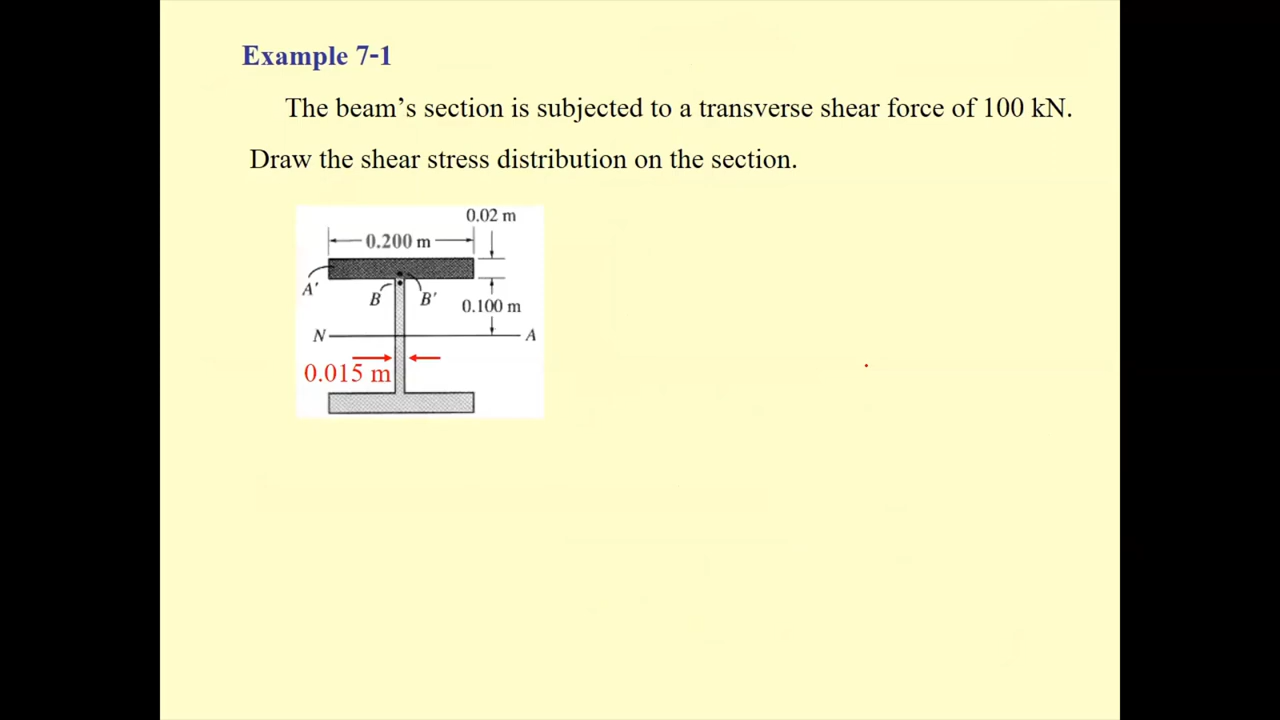 Example 7-1
The beam’s section is subjected to a transverse shear force of 100 kN.
Draw the shear stress distribution on the section.
0.02 m
0.200 m
A'
B
B'
0.100 m
N
A
0.015 m